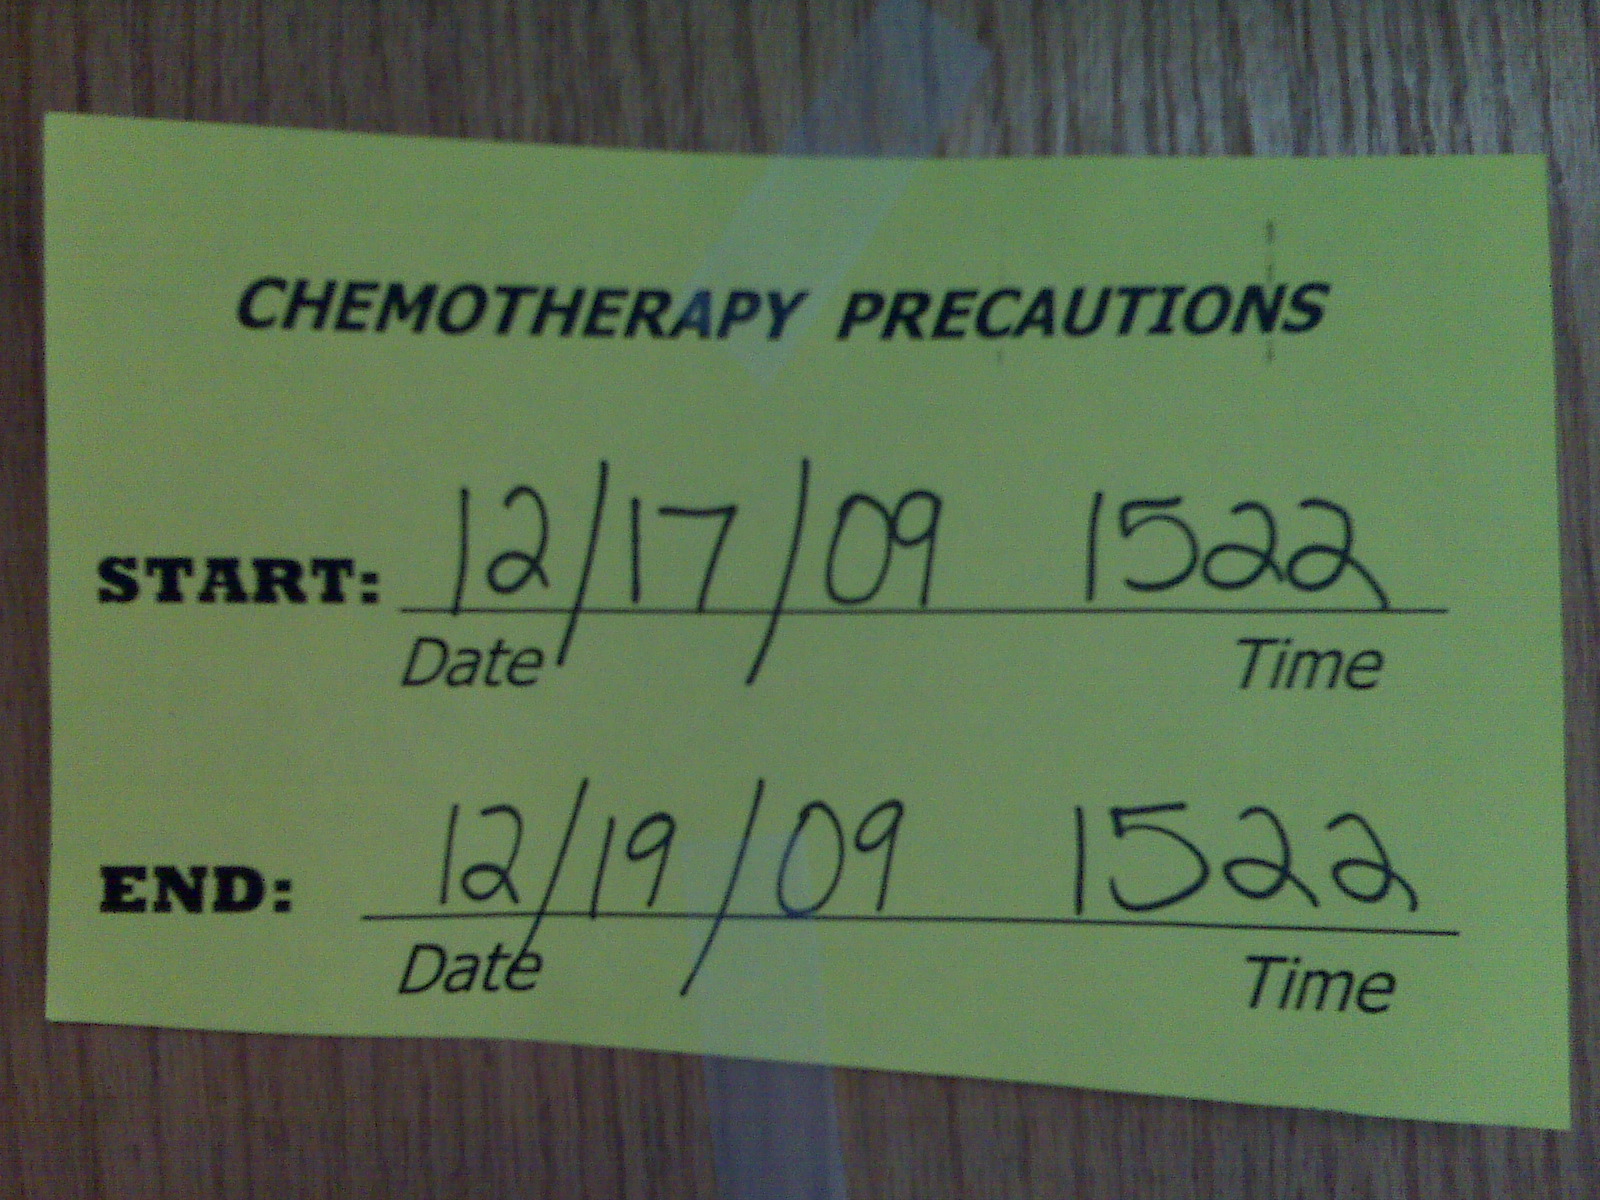 CHEMOTHERAPY PRECAUTIONS
START: 12/17/09 1522
Date Time
END: 12/19/09 1522
Date Time